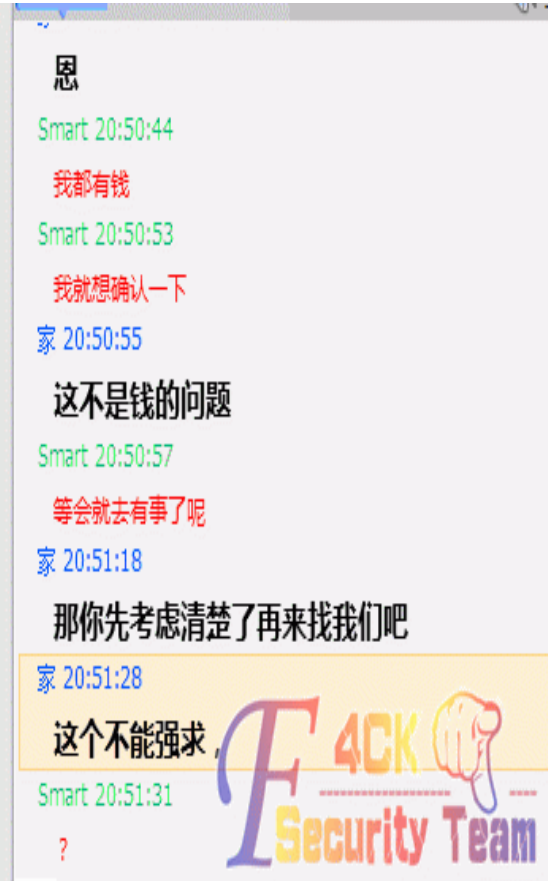 恩
Smart 20:50:44
我都有钱
Smart 20:50:53
我就想确认一下
家 20:50:55
这不是钱的问题
Smart 20:50:57
等会就去有事了呢
家 20:51:18
那你先考虑清楚了再来找我们吧
家 20:51:28
这个不能强求，
Smart 20:51:31
?
F4CK
Security Team